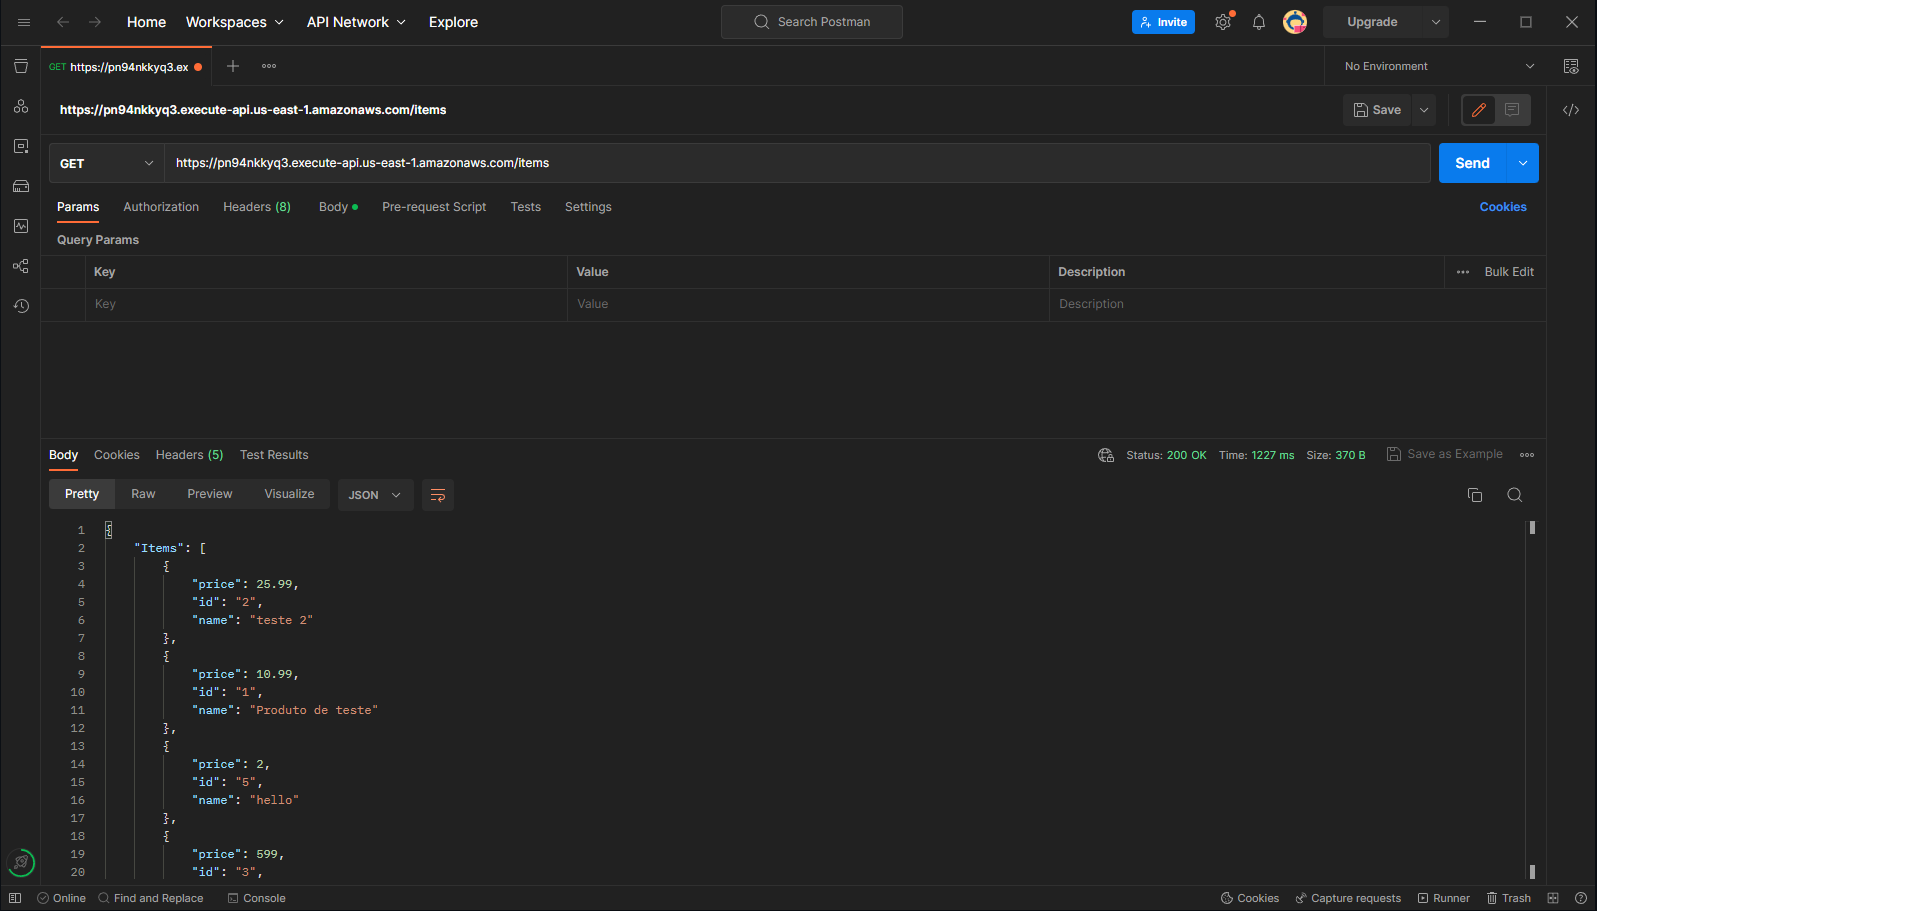 Home Workspaces API Network Explore Search Postman Invite Upgrade
GET https://pn94nkkyq3.ex No Environment
https://pn94nkkyq3.execute-api.us-east-1.amazonaws.com/items Save
GET https://pn94nkkyq3.execute-api.us-east-1.amazonaws.com/items Send
Params Authorization Headers (8) Body Pre-request Script Tests Settings Cookies
Query Params
Key Value Description Bulk Edit
Key Value Description
Body Cookies Headers (5) Test Results Status: 200 OK Time: 1227 ms Size: 370 B Save as Example
Pretty Raw Preview Visualize JSON
1 {
2 "Items": [
3 {
4 "price": 25.99,
5 "id": "2",
6 "name": "teste 2"
7 },
8 {
9 "price": 10.99,
10 "id": "1",
11 "name": "Produto de teste"
12 },
13 {
14 "price": 2,
15 "id": "5",
16 "name": "hello"
17 },
18 {
19 "price": 599,
20 "id": "3",
Online Find and Replace Console Cookies Capture requests Runner Trash